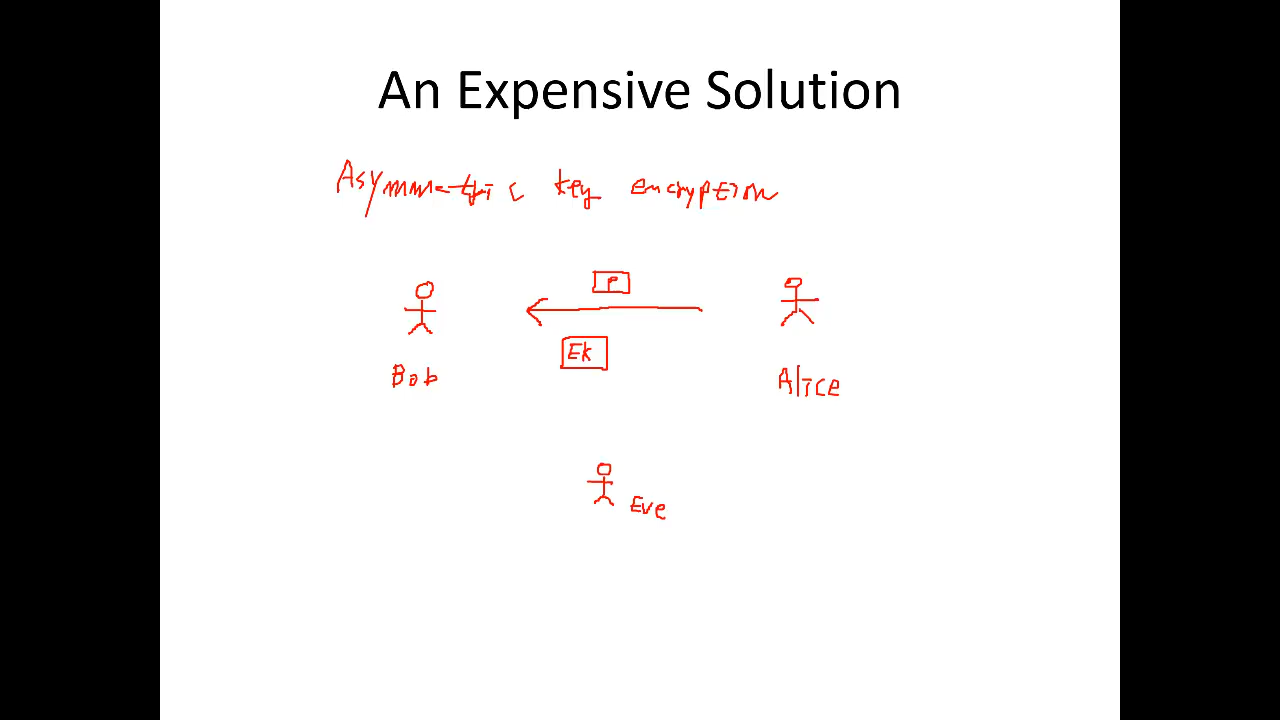 An Expensive Solution
Asymmetric key encryption
P
Ek
Bob
Alice
Eve